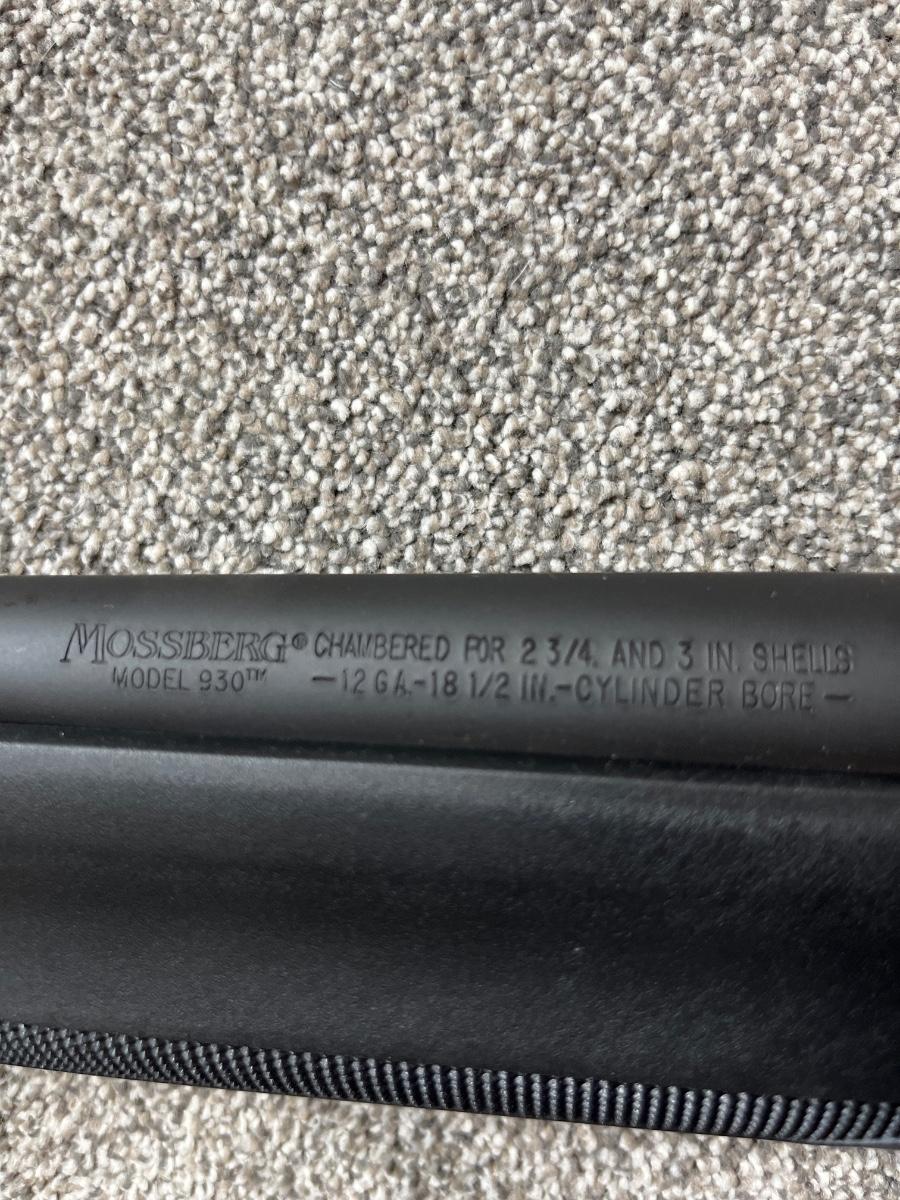 MOSSBERG® CHAMBERED FOR 2 3/4. AND 3 IN. SHELLS
MODEL 930™ —12 GA.-18 1/2 IN.-CYLINDER BORE —